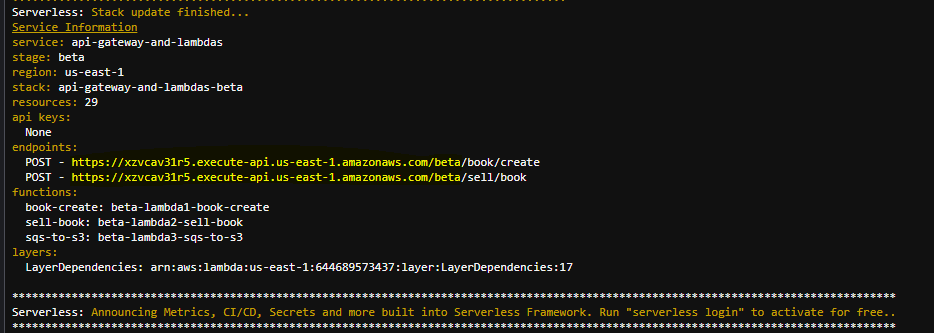 Serverless: Stack update finished...
Service Information
service: api-gateway-and-lambdas
stage: beta
region: us-east-1
stack: api-gateway-and-lambdas-beta
resources: 29
api keys:
  None
endpoints:
  POST - https://xzvcav31r5.execute-api.us-east-1.amazonaws.com/beta/book/create
  POST - https://xzvcav31r5.execute-api.us-east-1.amazonaws.com/beta/sell/book
functions:
  book-create: beta-lambda1-book-create
  sell-book: beta-lambda2-sell-book
  sqs-to-s3: beta-lambda3-sqs-to-s3
layers:
  LayerDependencies: arn:aws:lambda:us-east-1:644689573437:layer:LayerDependencies:17
**************************************************************************************************************************************
Serverless: Announcing Metrics, CI/CD, Secrets and more built into Serverless Framework. Run "serverless login" to activate for free..
**************************************************************************************************************************************